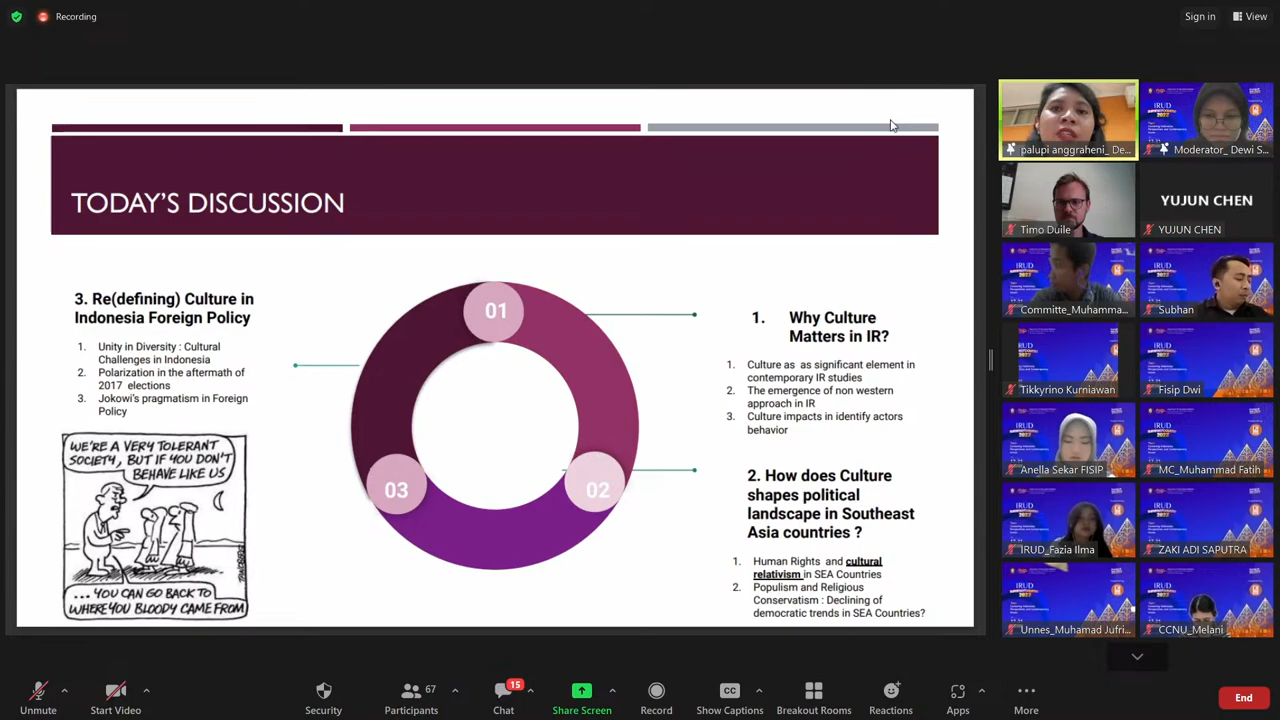 Recording
Sign in
View
TODAY'S DISCUSSION
3. Re(defining) Culture in
Indonesia Foreign Policy
1. Unity in Diversity : Cultural
Challenges in Indonesia
2. Polarization in the aftermath of
2017 elections
3. Jokowi's pragmatism in Foreign
Policy
WE'RE A VERY TOLERANT
SOCIETY, BUT IF YOU DON'T
BEHAVE LIKE US
...YOU CAN GO BACK TO
WHERE YOU BLOODY CAME FROM
01
02
03
1. Why Culture
Matters in IR?
1. Culture as as significant element in
contemporary IR studies
2. The emergence of non western
approach in IR
3. Culture impacts in identify actors
behavior
2. How does Culture
shapes political
landscape in Southeast
Asia countries ?
1. Human Rights and cultural
relativism in SEA Countries
2. Populism and Religious
Conservatism : Declining of
democratic trends in SEA Countries?
palupi anggraheni_ De...
Moderator_ Dewi S...
Timo Duile
YUJUN CHEN
YUJUN CHEN
Committe_Muhamma...
Subhan
Tikkyrino Kurniawan
Fisip Dwi
Anella Sekar FISIP
MC_Muhammad Fatih
IRUD_Fazia Ilma
ZAKI ADI SAPUTRA
Unnes_Muhamad Jufri...
CCNU_Melani
Unmute
Start Video
Security
67
Participants
15
Chat
Share Screen
Record
CC
Show Captions
Breakout Rooms
Reactions
Apps
More
End